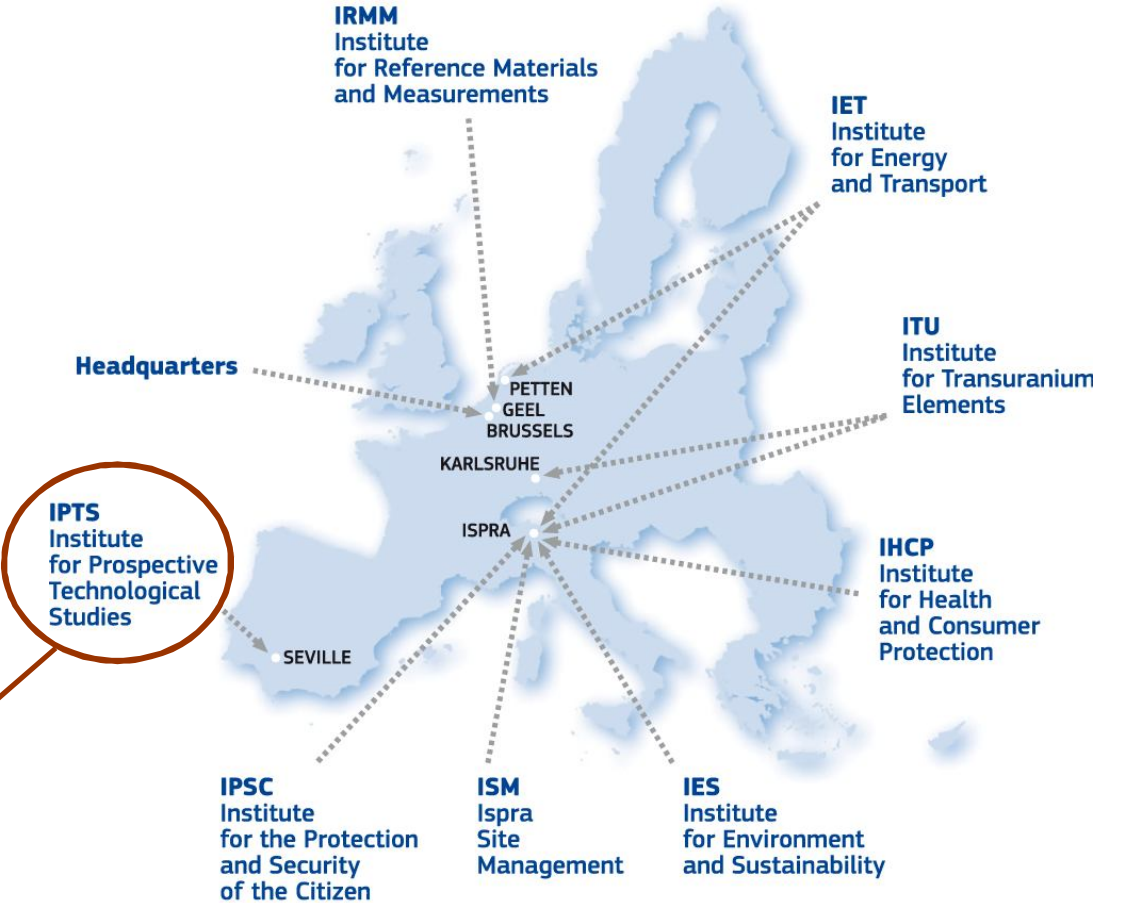 IRMM
Institute
for Reference Materials
and Measurements
IET
Institute
for Energy
and Transport
ITU
Institute
for Transuranium
Elements
Headquarters
PETTEN
GEEL
BRUSSELS
KARLSRUHE
ISPRA
IPTS
Institute
for Prospective
Technological
Studies
SEVILLE
IHCP
Institute
for Health
and Consumer
Protection
IPSC
Institute
for the Protection
and Security
of the Citizen
ISM
Ispra
Site
Management
IES
Institute
for Environment
and Sustainability